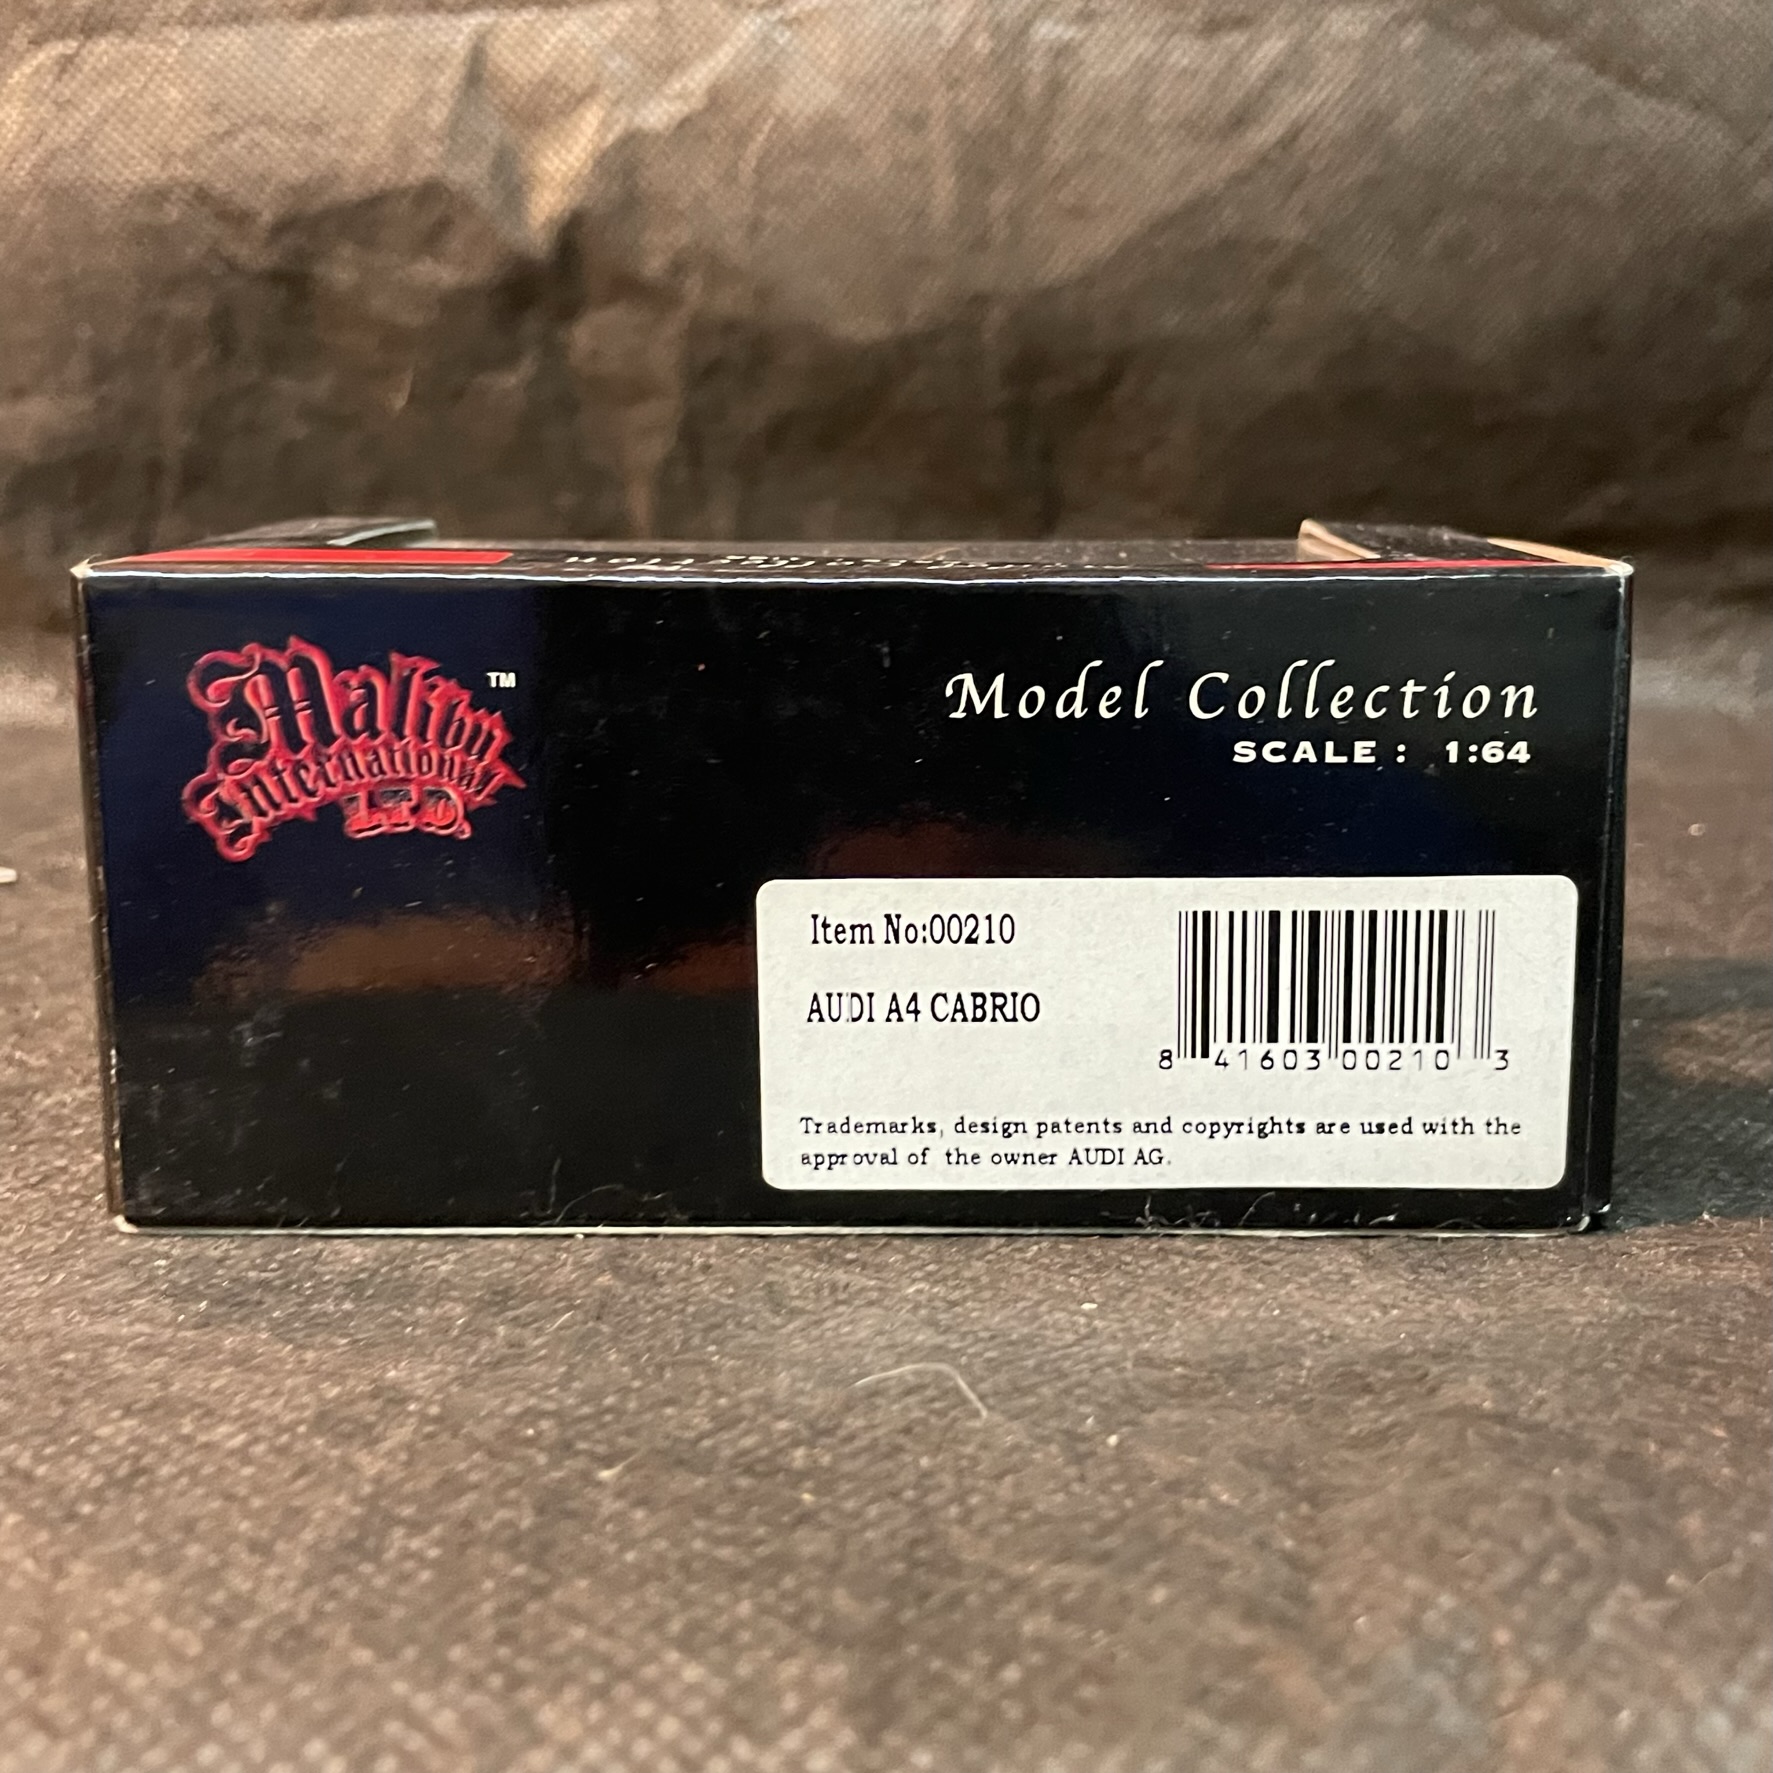 Malibu
International
LTD.
TM
Model Collection
SCALE : 1:64
Item No:00210
AUDI A4 CABRIO
8 41603 00210 3
Trademarks, design patents and copyrights are used with the
approval of the owner AUDI AG.